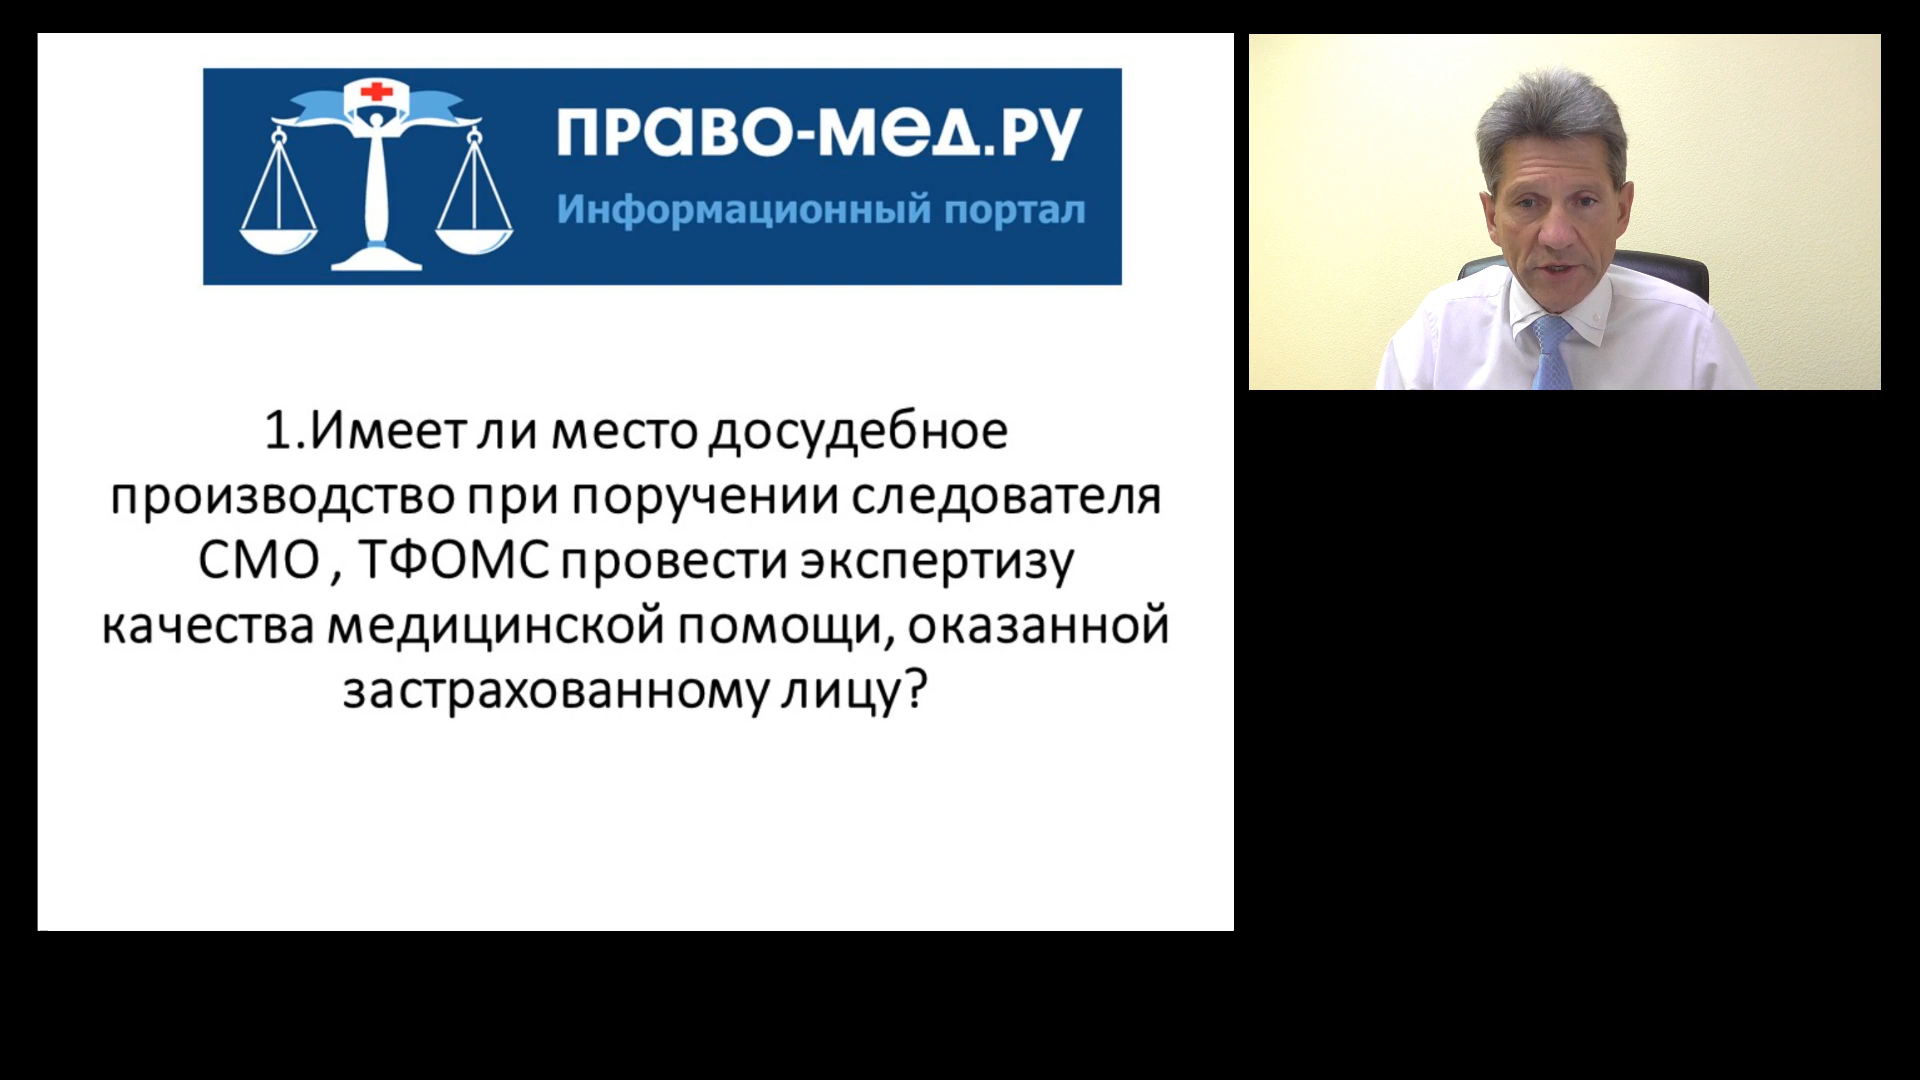 ПРАВО-МЕД.РУ
Информационный портал
1.Имеет ли место досудебное
производство при поручении следователя
СМО , ТФОМС провести экспертизу
качества медицинской помощи, оказанной
застрахованному лицу?